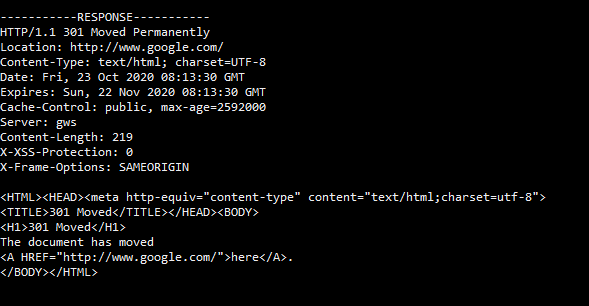 -----------RESPONSE-----------
HTTP/1.1 301 Moved Permanently
Location: http://www.google.com/
Content-Type: text/html; charset=UTF-8
Date: Fri, 23 Oct 2020 08:13:30 GMT
Expires: Sun, 22 Nov 2020 08:13:30 GMT
Cache-Control: public, max-age=2592000
Server: gws
Content-Length: 219
X-XSS-Protection: 0
X-Frame-Options: SAMEORIGIN

<HTML><HEAD><meta http-equiv="content-type" content="text/html;charset=utf-8">
<TITLE>301 Moved</TITLE></HEAD><BODY>
<H1>301 Moved</H1>
The document has moved
<A HREF="http://www.google.com/">here</A>.
</BODY></HTML>